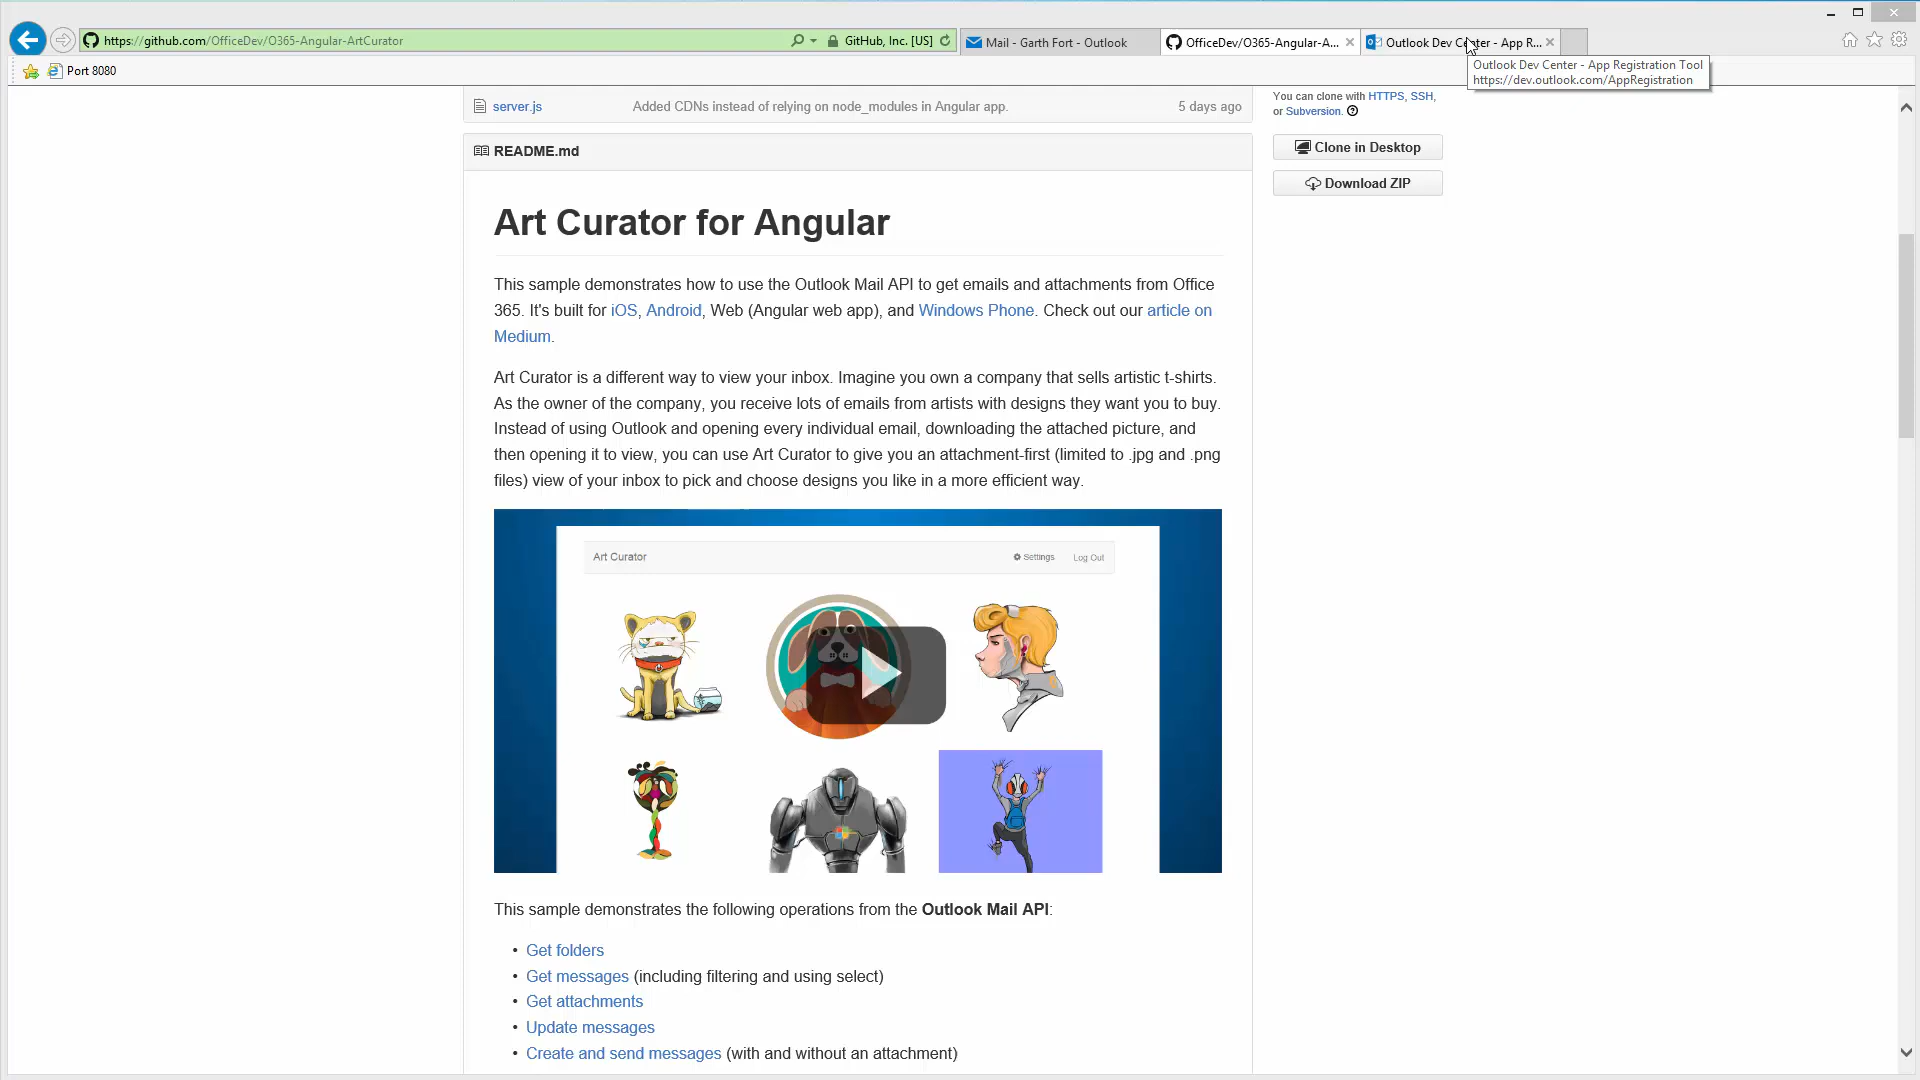 https://github.com/OfficeDev/O365-Angular-ArtCurator
GitHub, Inc. [US]
Mail - Garth Fort - Outlook
OfficeDev/O365-Angular-A...
Outlook Dev Center - App R...
Port 8080
Outlook Dev Center - App Registration Tool
https://dev.outlook.com/AppRegistration
server.js Added CDNs instead of relying on node_modules in Angular app. 5 days ago
You can clone with HTTPS, SSH,
or Subversion.
Clone in Desktop
Download ZIP
README.md
Art Curator for Angular
This sample demonstrates how to use the Outlook Mail API to get emails and attachments from Office
365. It's built for iOS, Android, Web (Angular web app), and Windows Phone. Check out our article on
Medium.
Art Curator is a different way to view your inbox. Imagine you own a company that sells artistic t-shirts.
As the owner of the company, you receive lots of emails from artists with designs they want you to buy.
Instead of using Outlook and opening every individual email, downloading the attached picture, and
then opening it to view, you can use Art Curator to give you an attachment-first (limited to .jpg and .png
files) view of your inbox to pick and choose designs you like in a more efficient way.
Art Curator Settings Log Out
This sample demonstrates the following operations from the Outlook Mail API:
• Get folders
• Get messages (including filtering and using select)
• Get attachments
• Update messages
• Create and send messages (with and without an attachment)